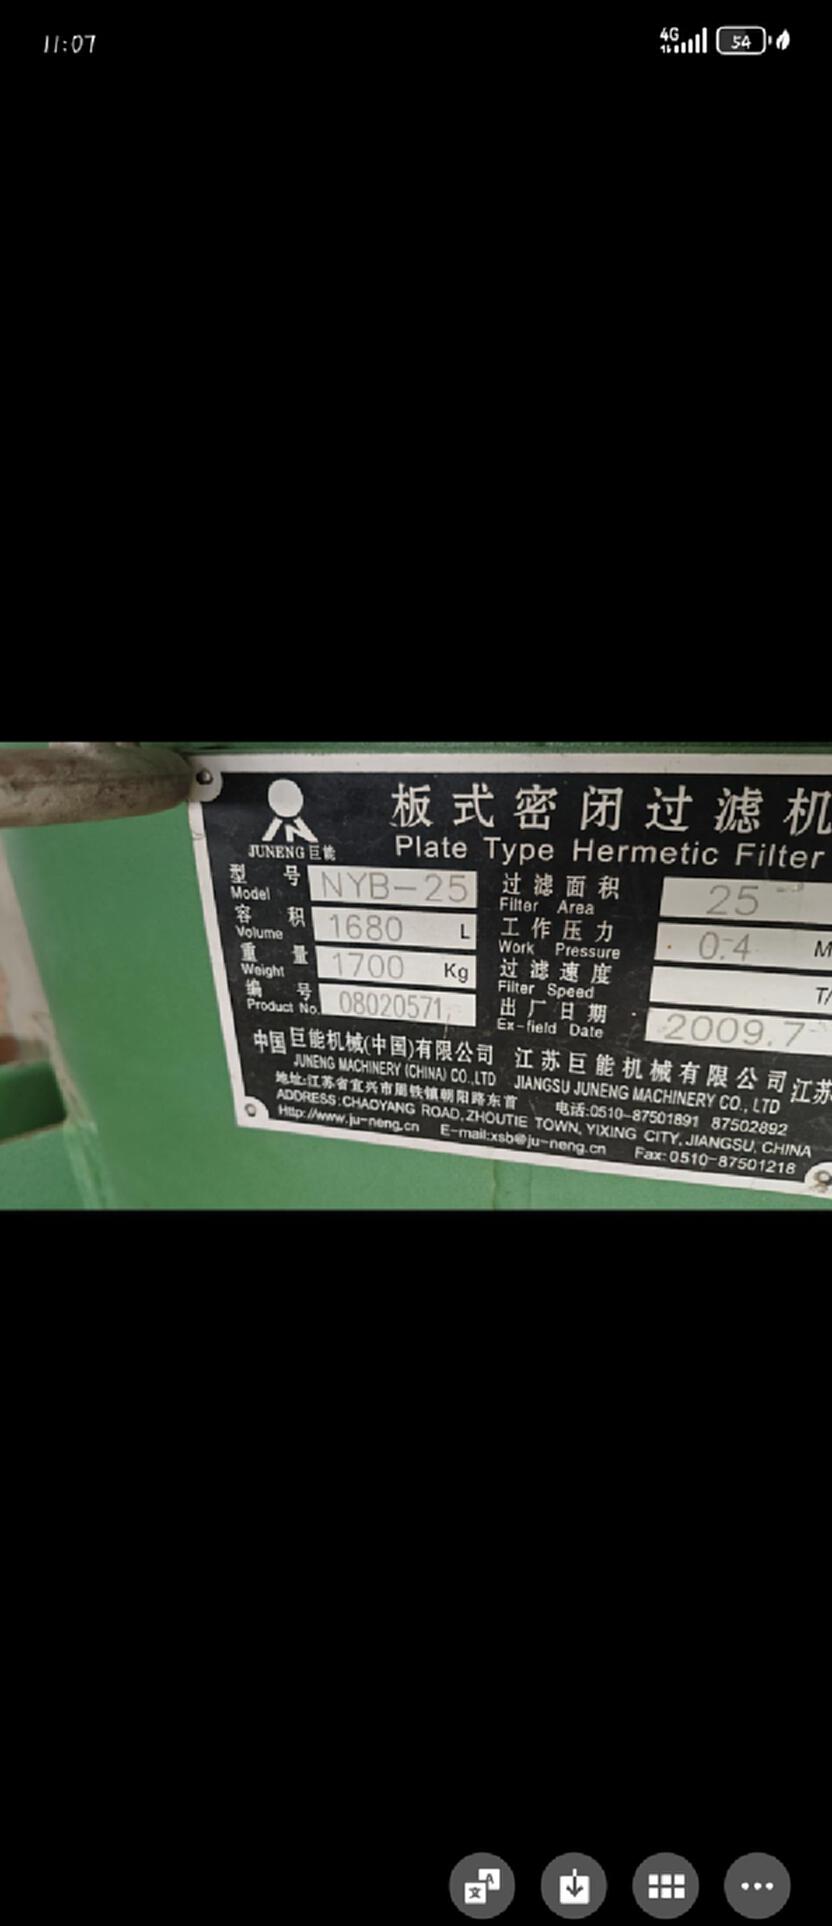 11:07
4G
54
板式密闭过滤机
Plate Type Hermetic Filter
JUNENG 巨能
型号 NYB-25 过滤面积 25
Model Filter Area
容积 1680 L 工作压力 0.4 M
Volume Work Pressure
重量 1700 Kg 过滤速度 T/
Weight Filter Speed
编号 08020571 出厂日期 2009.7
Product No. Ex-field Date
中国巨能机械(中国)有限公司 江苏巨能机械有限公司 江苏
JUNENG MACHINERY (CHINA) CO.,LTD JIANGSU JUNENG MACHINERY CO., LTD
地址:江苏省宜兴市周铁镇朝阳路东首 电话:0510-87501891 87502892
ADDRESS:CHAOYANG ROAD,ZHOUTIE TOWN, YIXING CITY, JIANGSU, CHINA
Http://www.ju-neng.cn E-mail:xsb@ju-neng.cn Fax:0510-87501218